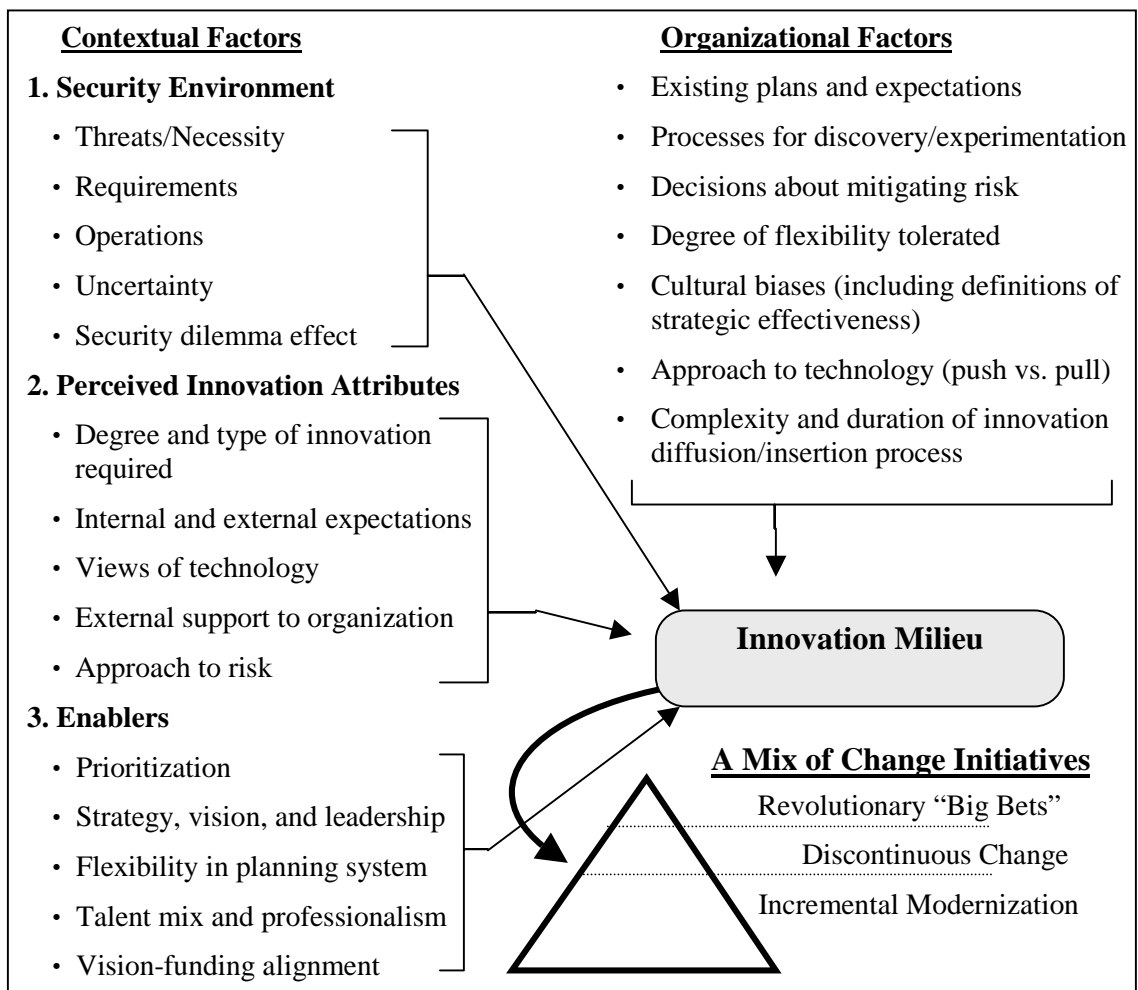 Contextual Factors
1. Security Environment
• Threats/Necessity
• Requirements
• Operations
• Uncertainty
• Security dilemma effect
2. Perceived Innovation Attributes
• Degree and type of innovation
required
• Internal and external expectations
• Views of technology
• External support to organization
• Approach to risk
3. Enablers
• Prioritization
• Strategy, vision, and leadership
• Flexibility in planning system
• Talent mix and professionalism
• Vision-funding alignment
Organizational Factors
• Existing plans and expectations
• Processes for discovery/experimentation
• Decisions about mitigating risk
• Degree of flexibility tolerated
• Cultural biases (including definitions of
strategic effectiveness)
• Approach to technology (push vs. pull)
• Complexity and duration of innovation
diffusion/insertion process
Innovation Milieu
A Mix of Change Initiatives
Revolutionary “Big Bets”
Discontinuous Change
Incremental Modernization